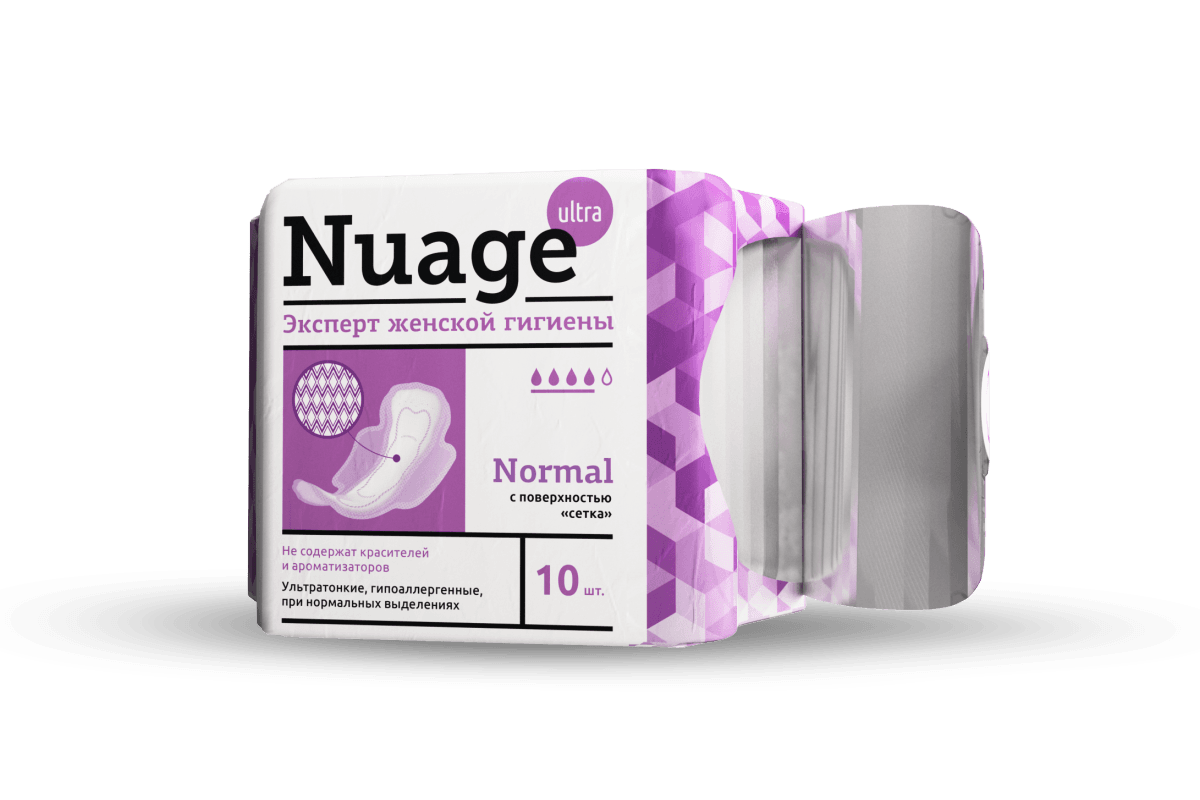 ultra
Nuage
Эксперт женской гигиены
Normal
с поверхностью
«сетка»
Не содержат красителей
и ароматизаторов
Ультратонкие, гипоаллергенные,
при нормальных выделениях
10 шт.